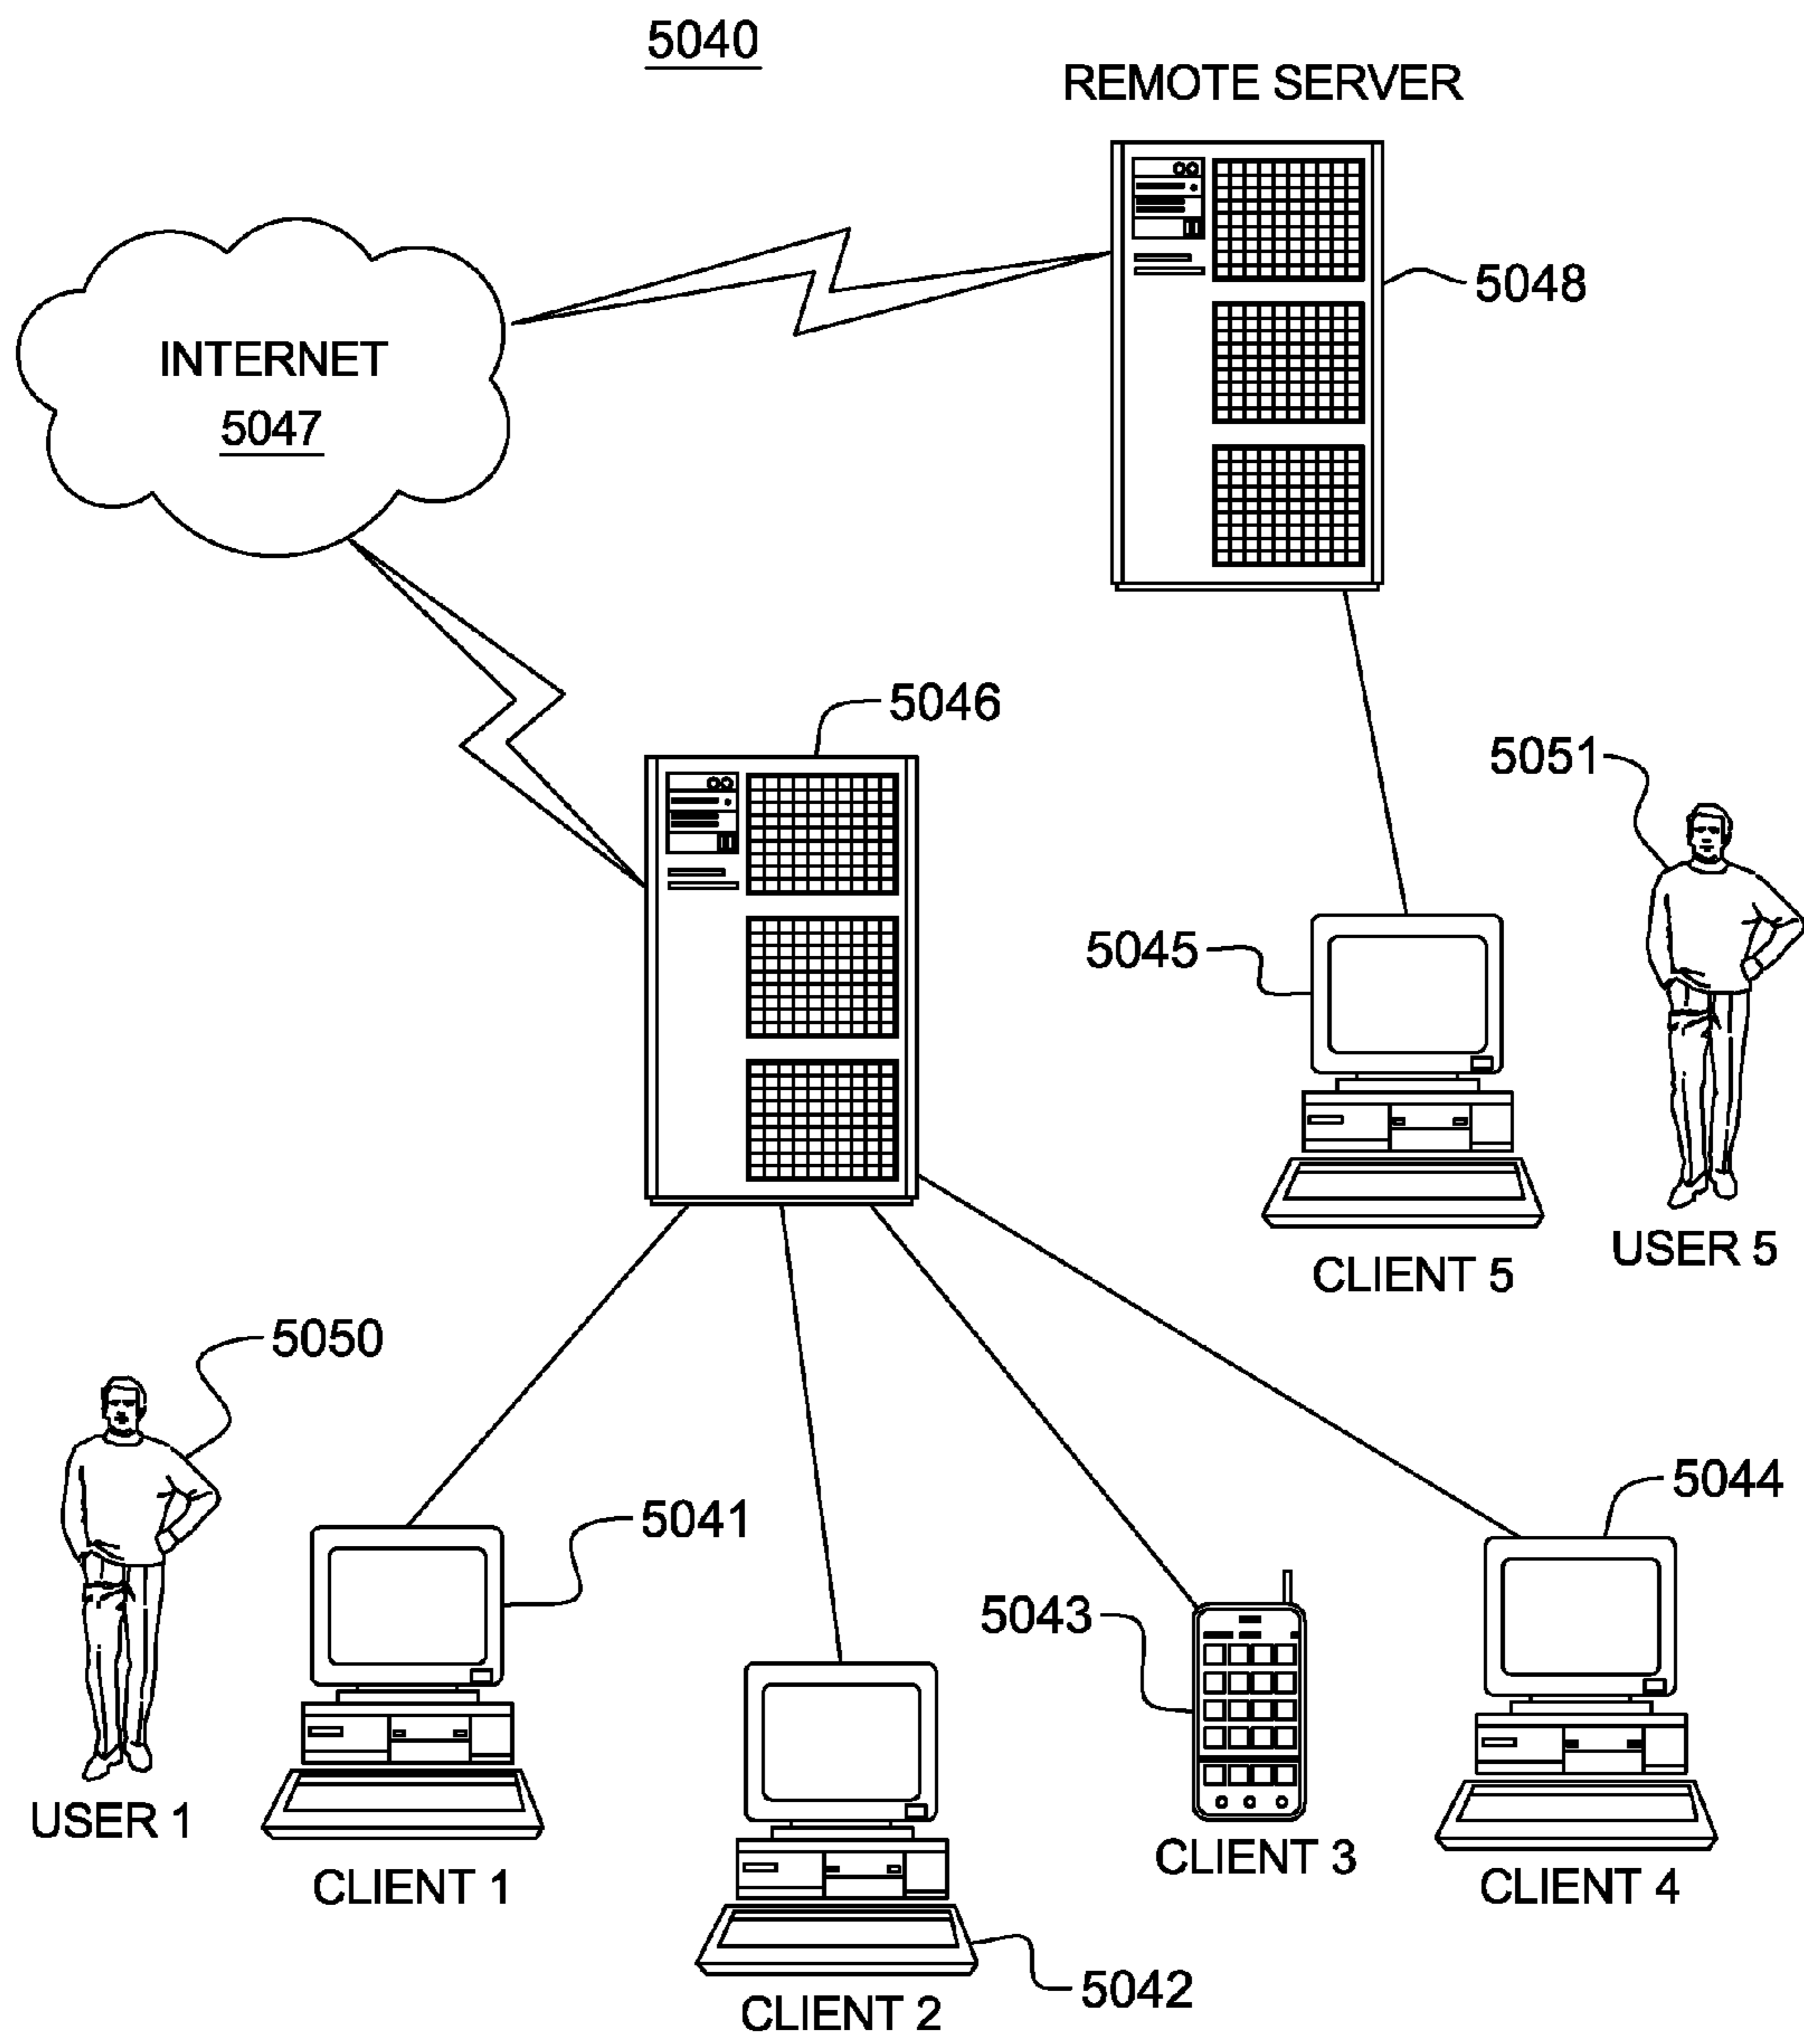 5040
REMOTE SERVER
5048
INTERNET
5047
5046
5051
5045
USER 5
CLIENT 5
5050
5044
5041
5043
USER 1
CLIENT 3
CLIENT 1
CLIENT 4
5042
CLIENT 2